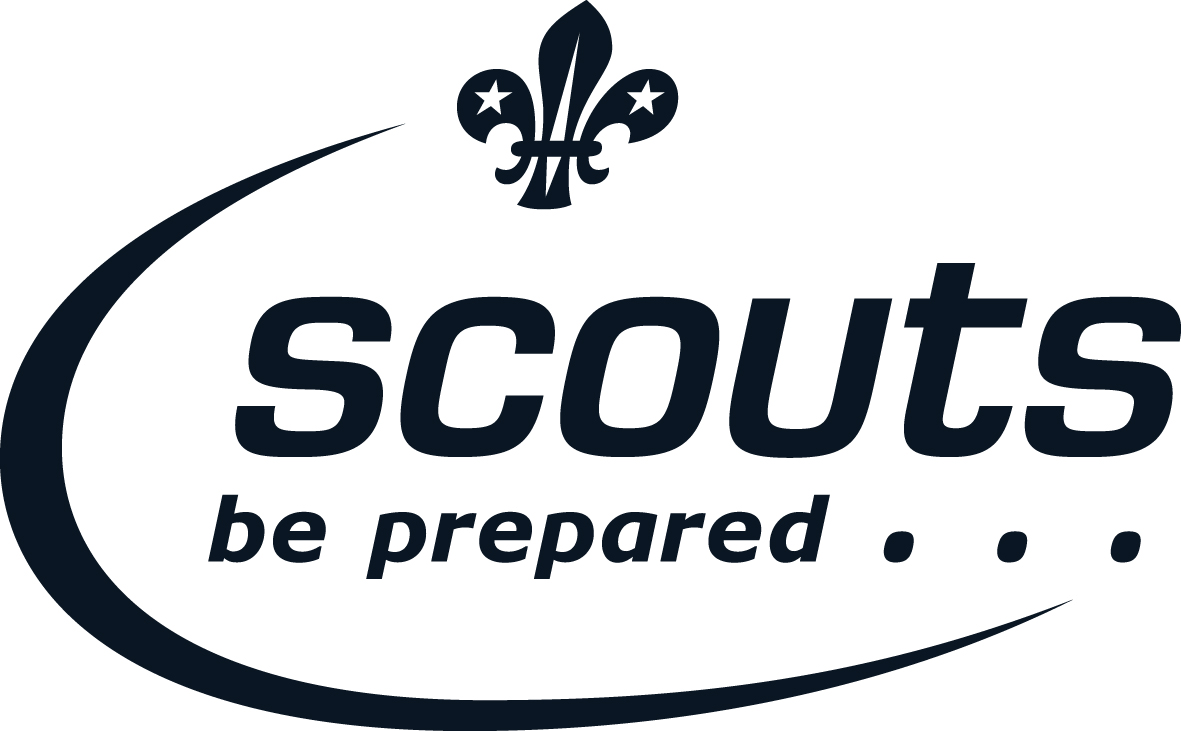 scouts
be prepared . . .